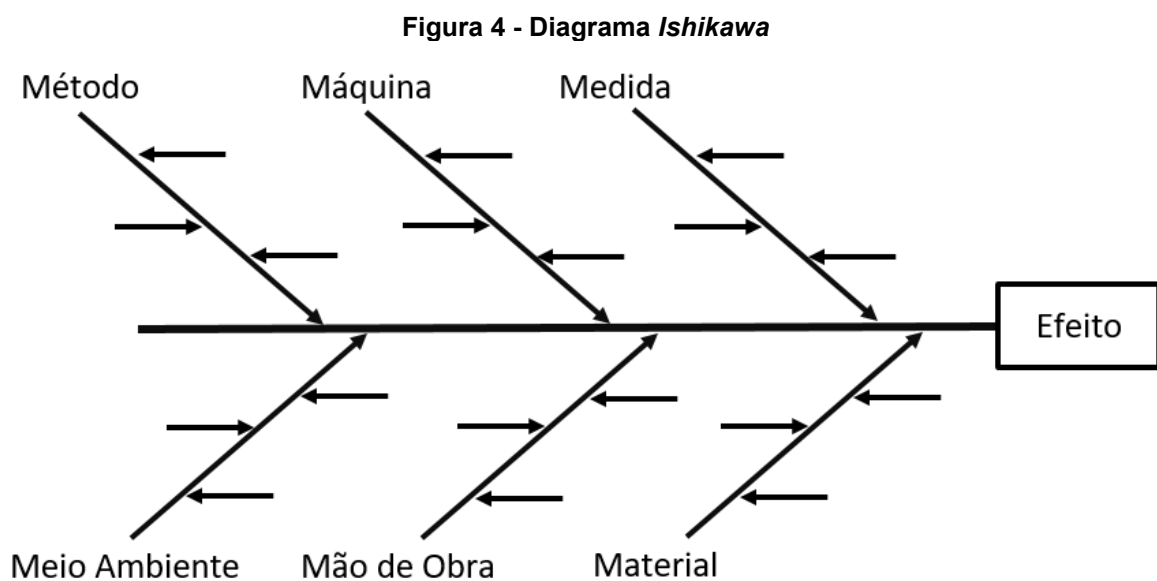 Figura 4 - Diagrama Ishikawa
Método
Máquina
Medida
Efeito
Meio Ambiente
Mão de Obra
Material